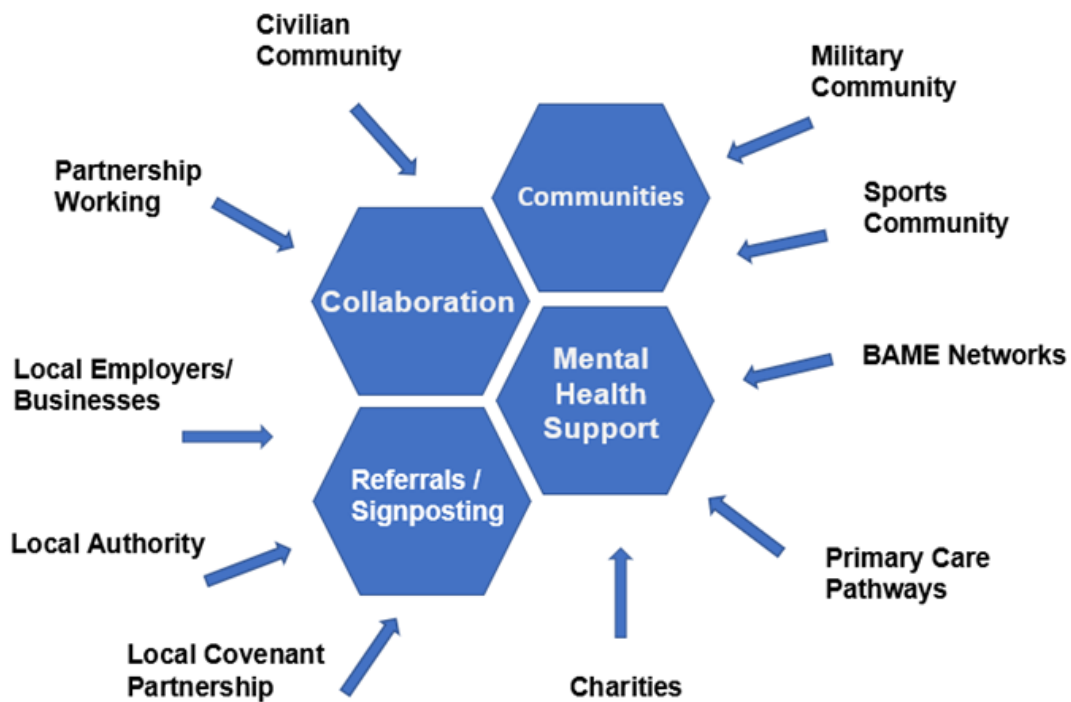 Civilian
Community
Military
Community
Partnership
Working
Communities
Sports
Community
Collaboration
Local Employers/
Businesses
Mental
Health
Support
BAME Networks
Referrals /
Signposting
Local Authority
Primary Care
Pathways
Local Covenant
Partnership
Charities